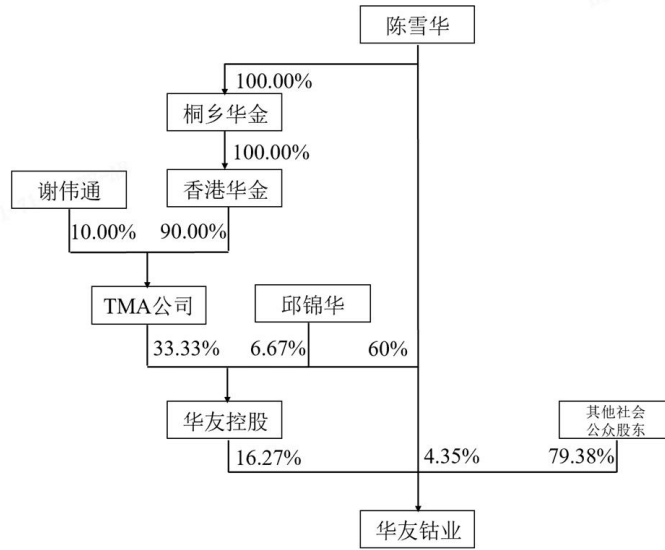 陈雪华
100.00%
桐乡华金
100.00%
谢伟通
香港华金
10.00%
90.00%
TMA公司
邱锦华
33.33%
6.67%
60%
华友控股
其他社会
公众股东
16.27%
4.35%
79.38%
华友钴业